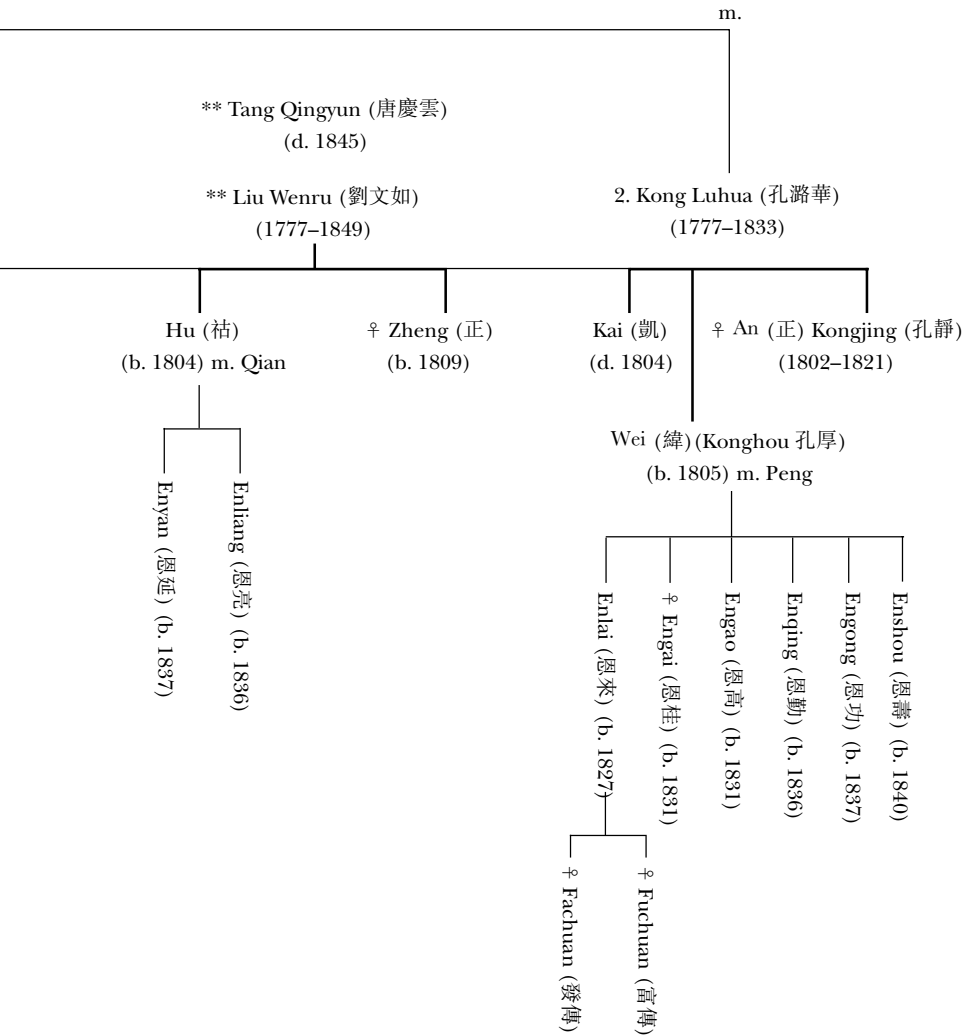 m.
** Tang Qingyun (唐慶雲)
(d. 1845)
** Liu Wenru (劉文如)
(1777–1849)
2. Kong Luhua (孔潞華)
(1777–1833)
Hu (祜)
(b. 1804) m. Qian
♀ Zheng (正)
(b. 1809)
Kai (凱)
(d. 1804)
♀ An (正) Kongjing (孔靜)
(1802–1821)
Wei (緯) (Konghou 孔厚)
(b. 1805) m. Peng
Enyan (恩延) (b. 1837)
Enliang (恩亮) (b. 1836)
Enlai (恩來) (b. 1827)
♀ Engai (恩桂) (b. 1831)
Engao (恩高) (b. 1831)
Enqing (恩勤) (b. 1836)
Engong (恩功) (b. 1837)
Enshou (恩壽) (b. 1840)
♀ Fachuan (發傳)
♀ Fuchuan (富傳)